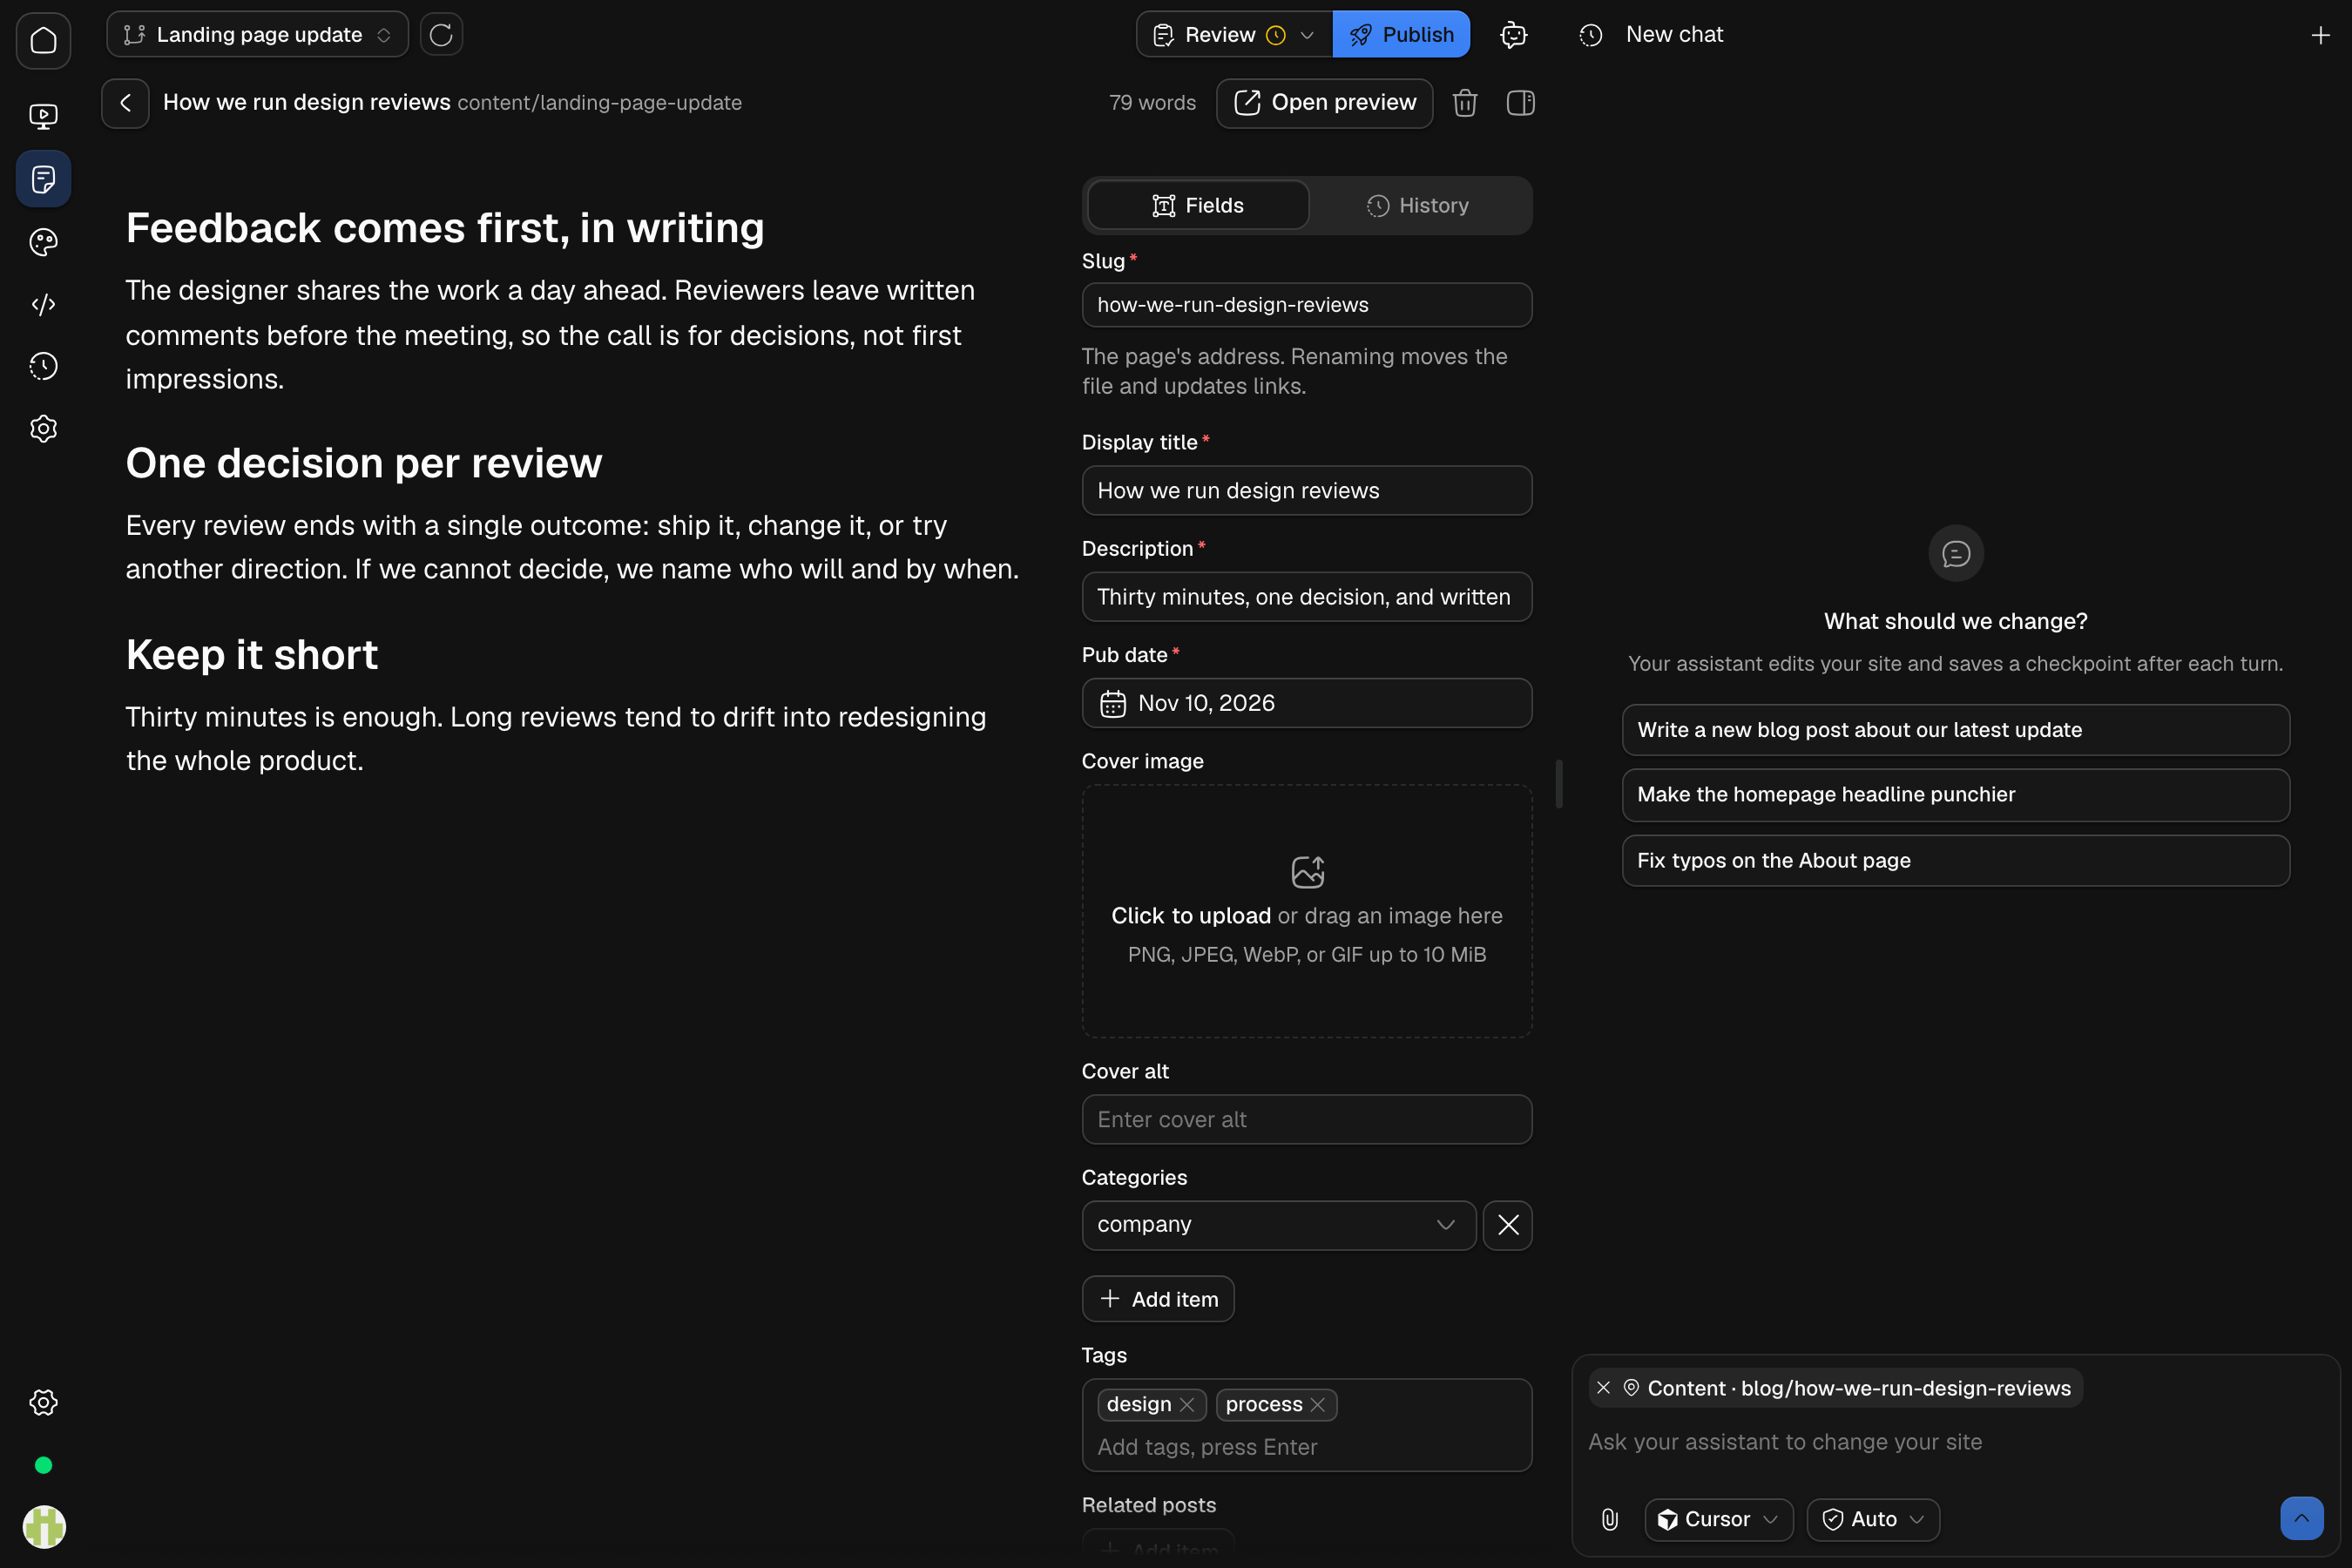 Landing page update
Review
Publish
New chat
How we run design reviews content/landing-page-update
79 words
Open preview
Feedback comes first, in writing
The designer shares the work a day ahead. Reviewers leave written
comments before the meeting, so the call is for decisions, not first
impressions.
One decision per review
Every review ends with a single outcome: ship it, change it, or try
another direction. If we cannot decide, we name who will and by when.
Keep it short
Thirty minutes is enough. Long reviews tend to drift into redesigning
the whole product.
Fields
History
Slug*
how-we-run-design-reviews
The page's address. Renaming moves the
file and updates links.
Display title*
How we run design reviews
Description*
Thirty minutes, one decision, and written
Pub date*
Nov 10, 2026
Cover image
Click to upload or drag an image here
PNG, JPEG, WebP, or GIF up to 10 MiB
Cover alt
Enter cover alt
Categories
company
Add item
Tags
design
process
Add tags, press Enter
Related posts
Add item
What should we change?
Your assistant edits your site and saves a checkpoint after each turn.
Write a new blog post about our latest update
Make the homepage headline punchier
Fix typos on the About page
Content · blog/how-we-run-design-reviews
Ask your assistant to change your site
Cursor
Auto